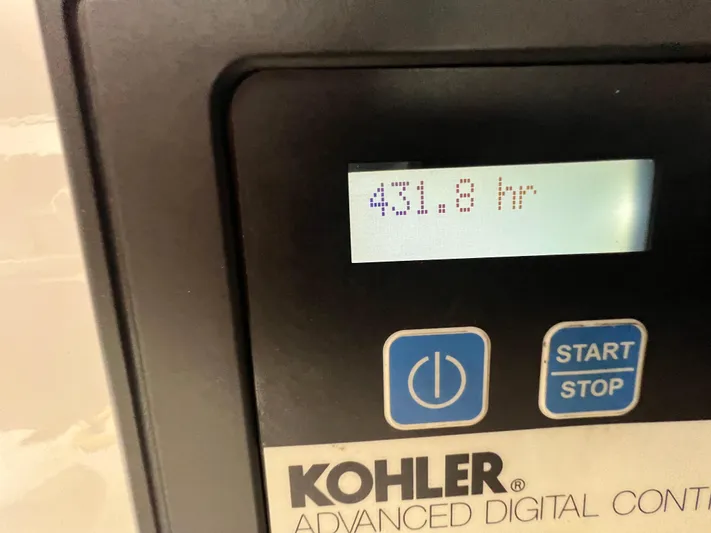 431.8 hr
START
STOP
KOHLER®
ADVANCED DIGITAL CONT